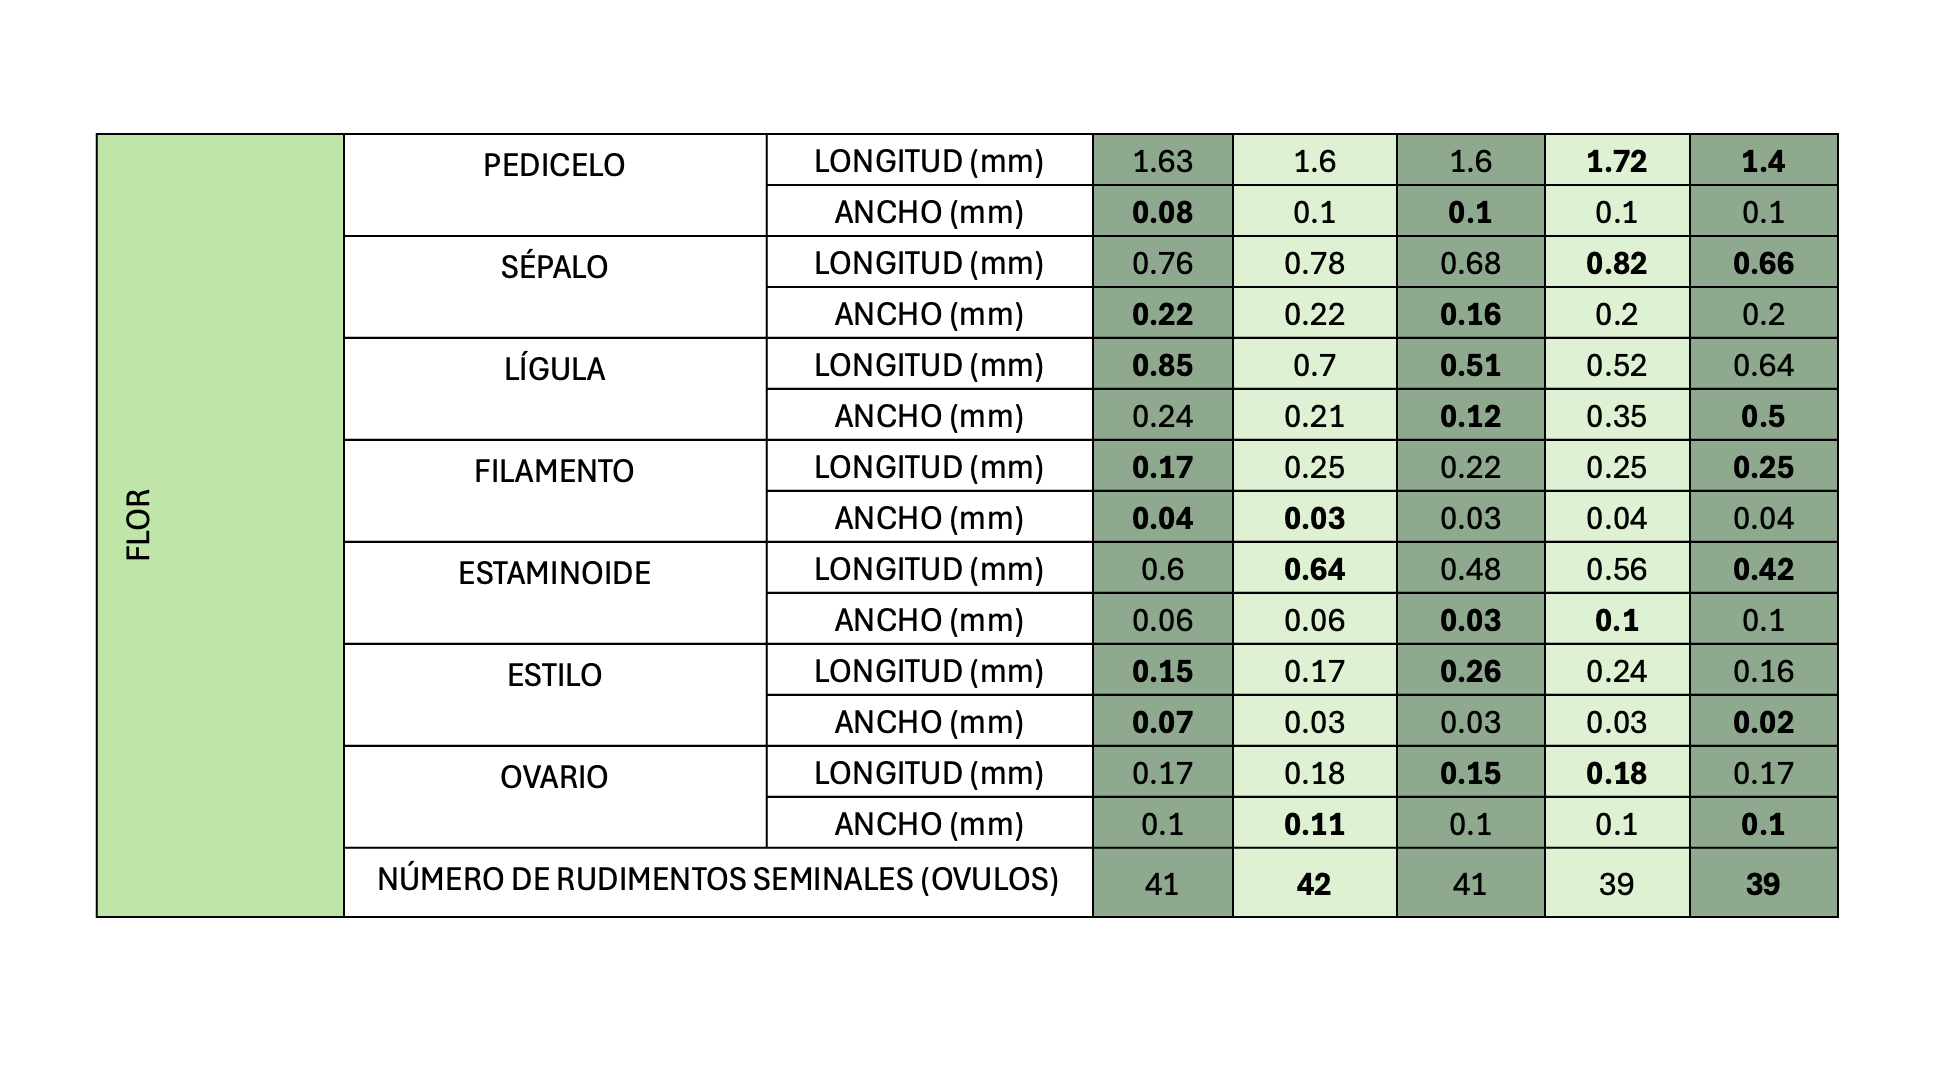 FLOR
PEDICELO LONGITUD (mm) 1.63 1.6 1.6 1.72 1.4
ANCHO (mm) 0.08 0.1 0.1 0.1 0.1
SÉPALO LONGITUD (mm) 0.76 0.78 0.68 0.82 0.66
ANCHO (mm) 0.22 0.22 0.16 0.2 0.2
LÍGULA LONGITUD (mm) 0.85 0.7 0.51 0.52 0.64
ANCHO (mm) 0.24 0.21 0.12 0.35 0.5
FILAMENTO LONGITUD (mm) 0.17 0.25 0.22 0.25 0.25
ANCHO (mm) 0.04 0.03 0.03 0.04 0.04
ESTAMINOIDE LONGITUD (mm) 0.6 0.64 0.48 0.56 0.42
ANCHO (mm) 0.06 0.06 0.03 0.1 0.1
ESTILO LONGITUD (mm) 0.15 0.17 0.26 0.24 0.16
ANCHO (mm) 0.07 0.03 0.03 0.03 0.02
OVARIO LONGITUD (mm) 0.17 0.18 0.15 0.18 0.17
ANCHO (mm) 0.1 0.11 0.1 0.1 0.1
NÚMERO DE RUDIMENTOS SEMINALES (OVULOS) 41 42 41 39 39